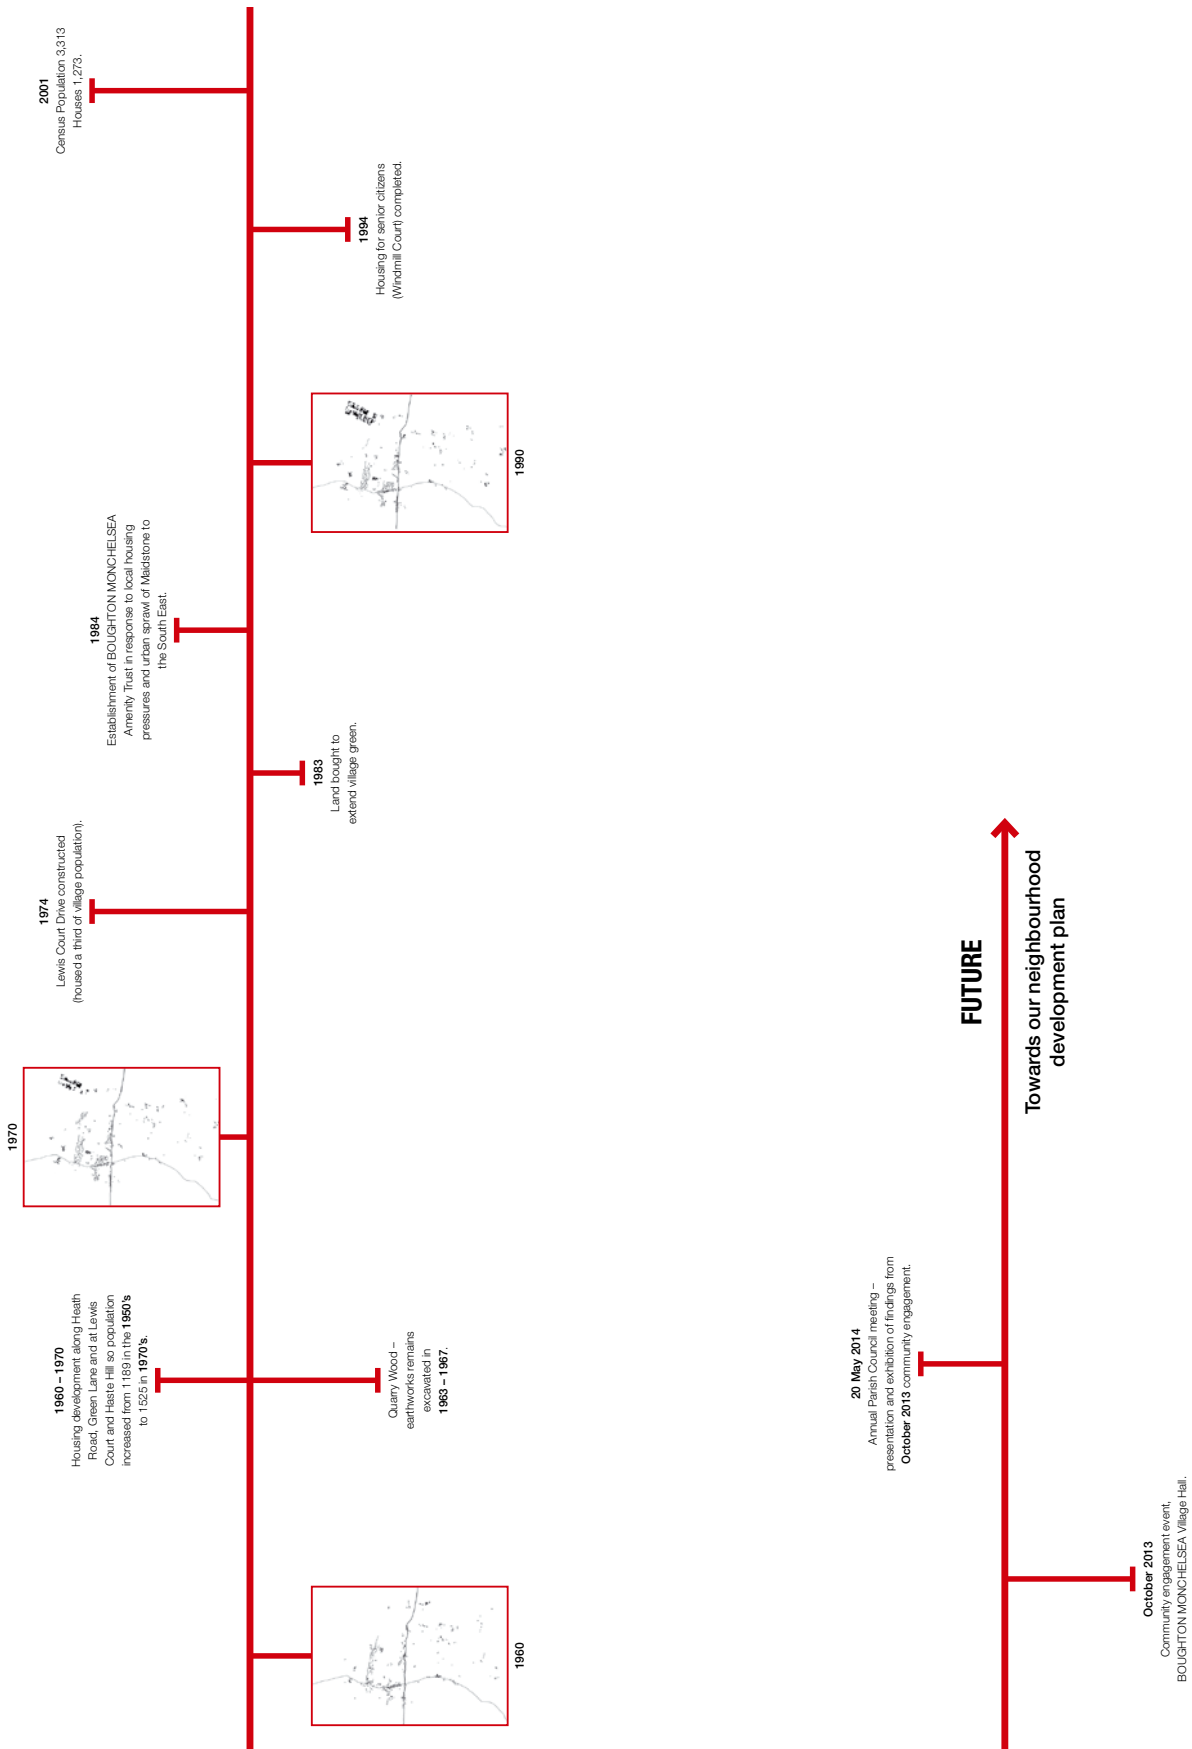 1960
1960 – 1970
Housing development along Heath
Road, Green Lane and at Lewis
Court and Haste Hill so population
increased from 1189 in the 1950's
to 1525 in 1970's.
Quarry Wood –
earthworks remains
excavated in
1963 – 1967.
1970
1974
Lewis Court Drive constructed
(housed a third of village population).
1983
Land bought to
extend village green.
1984
Establishment of BOUGHTON MONCHELSEA
Amenity Trust in response to local housing
pressures and urban sprawl of Maidstone to
the South East.
1990
1994
Housing for senior citizens
(Windmill Court) completed.
2001
Census Population 3,313
Houses 1,273.
October 2013
Community engagement event,
BOUGHTON MONCHELSEA Village Hall.
20 May 2014
Annual Parish Council meeting –
presentation and exhibition of findings from
October 2013 community engagement.
FUTURE
Towards our neighbourhood
development plan